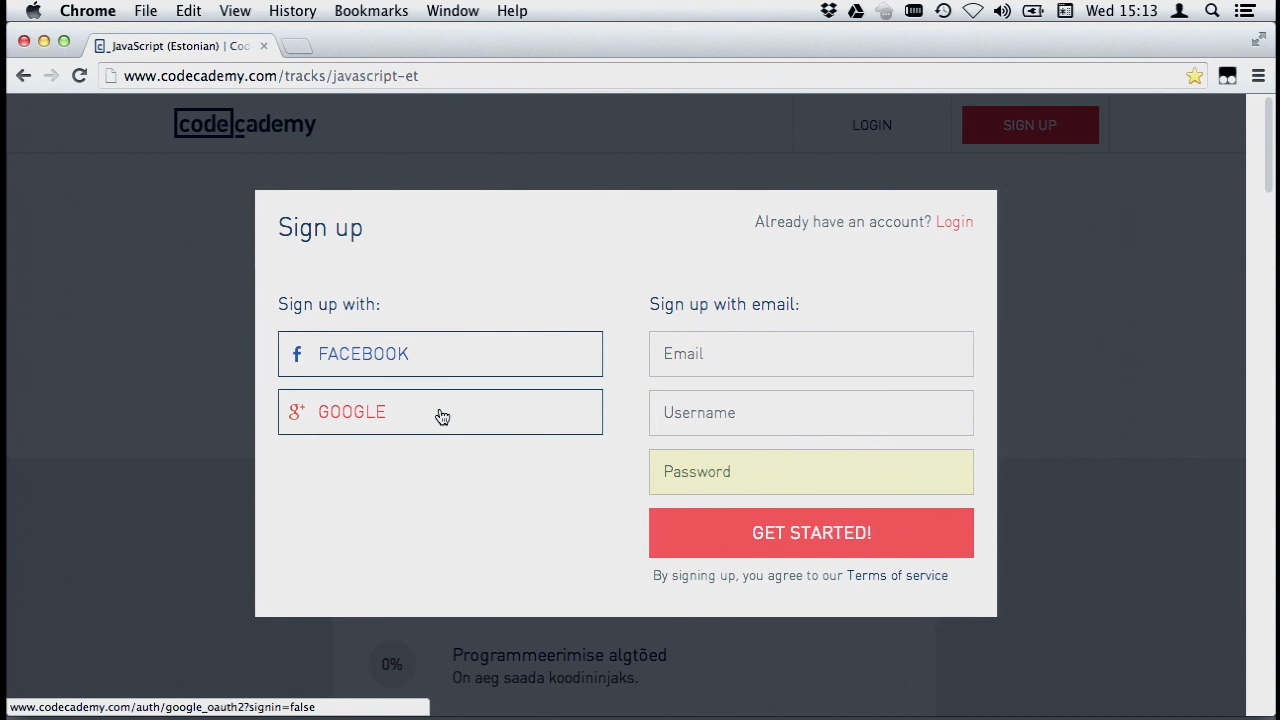 Chrome File Edit View History Bookmarks Window Help Wed 15:13
JavaScript (Estonian) | Coo
www.codecademy.com/tracks/javascript-et
codecademy LOGIN SIGN UP
Sign up Already have an account? Login
Sign up with: Sign up with email:
FACEBOOK Email
g+ GOOGLE Username
Password
GET STARTED!
By signing up, you agree to our Terms of service
0% Programmeerimise algtõed
On aeg saada koodininjaks.
www.codecademy.com/auth/google_oauth2?signin=false